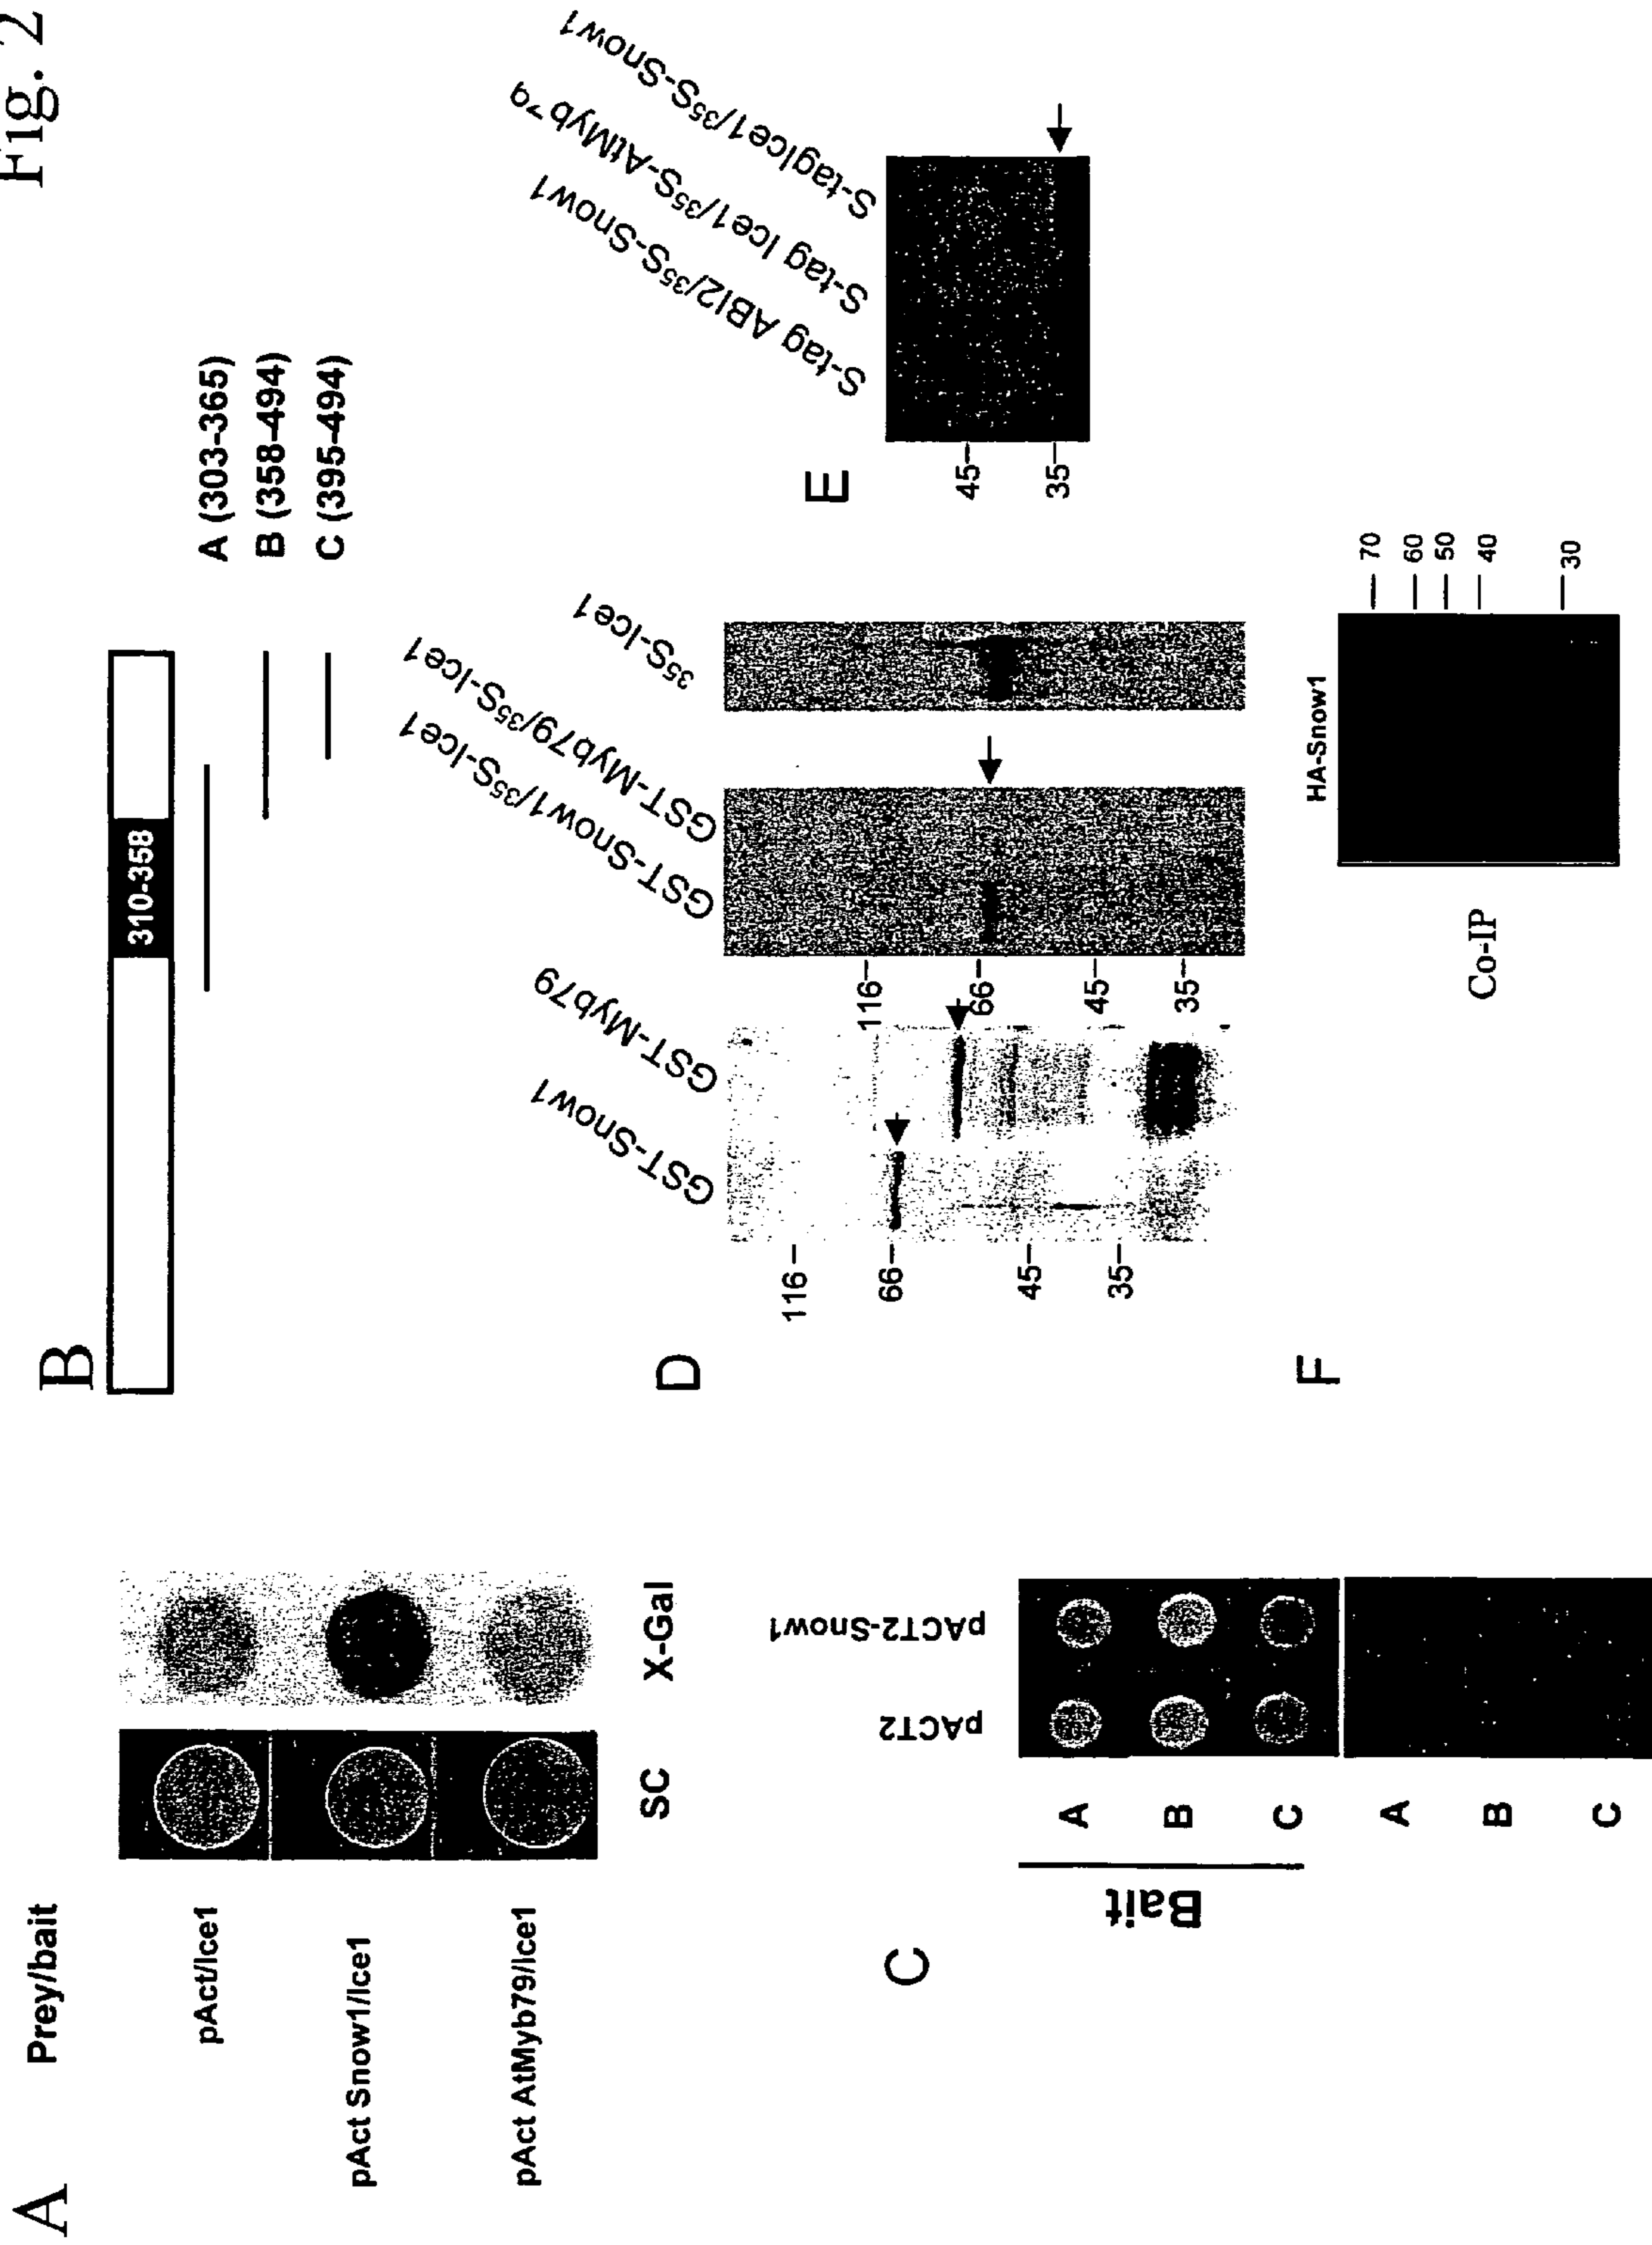 Fig. 2
A
Prey/bait
pAct/Ice1
pAct Snow1/Ice1
pAct AtMyb79/Ice1
SC
X-Gal
B
310-358
A (303-365)
B (358-494)
C (395-494)
C
pACT2
pACT2-Snow1
Bait
A
B
C
A
B
C
D
GST-Snow1
GST-Myb79
GST-Snow1/³⁵S-Ice1
GST-Myb79/³⁵S-Ice1
³⁵S-Ice1
116 –
66–
45–
35–
116–
66–
45–
35–
E
S-tag ABI2/³⁵S-Snow1
S-tag Ice1/³⁵S-AtMyb⁷⁹
S-tagIce1/³⁵S-Snow1
45–
35–
F
HA-Snow1
Co-IP
— 70
— 60
— 50
— 40
— 30